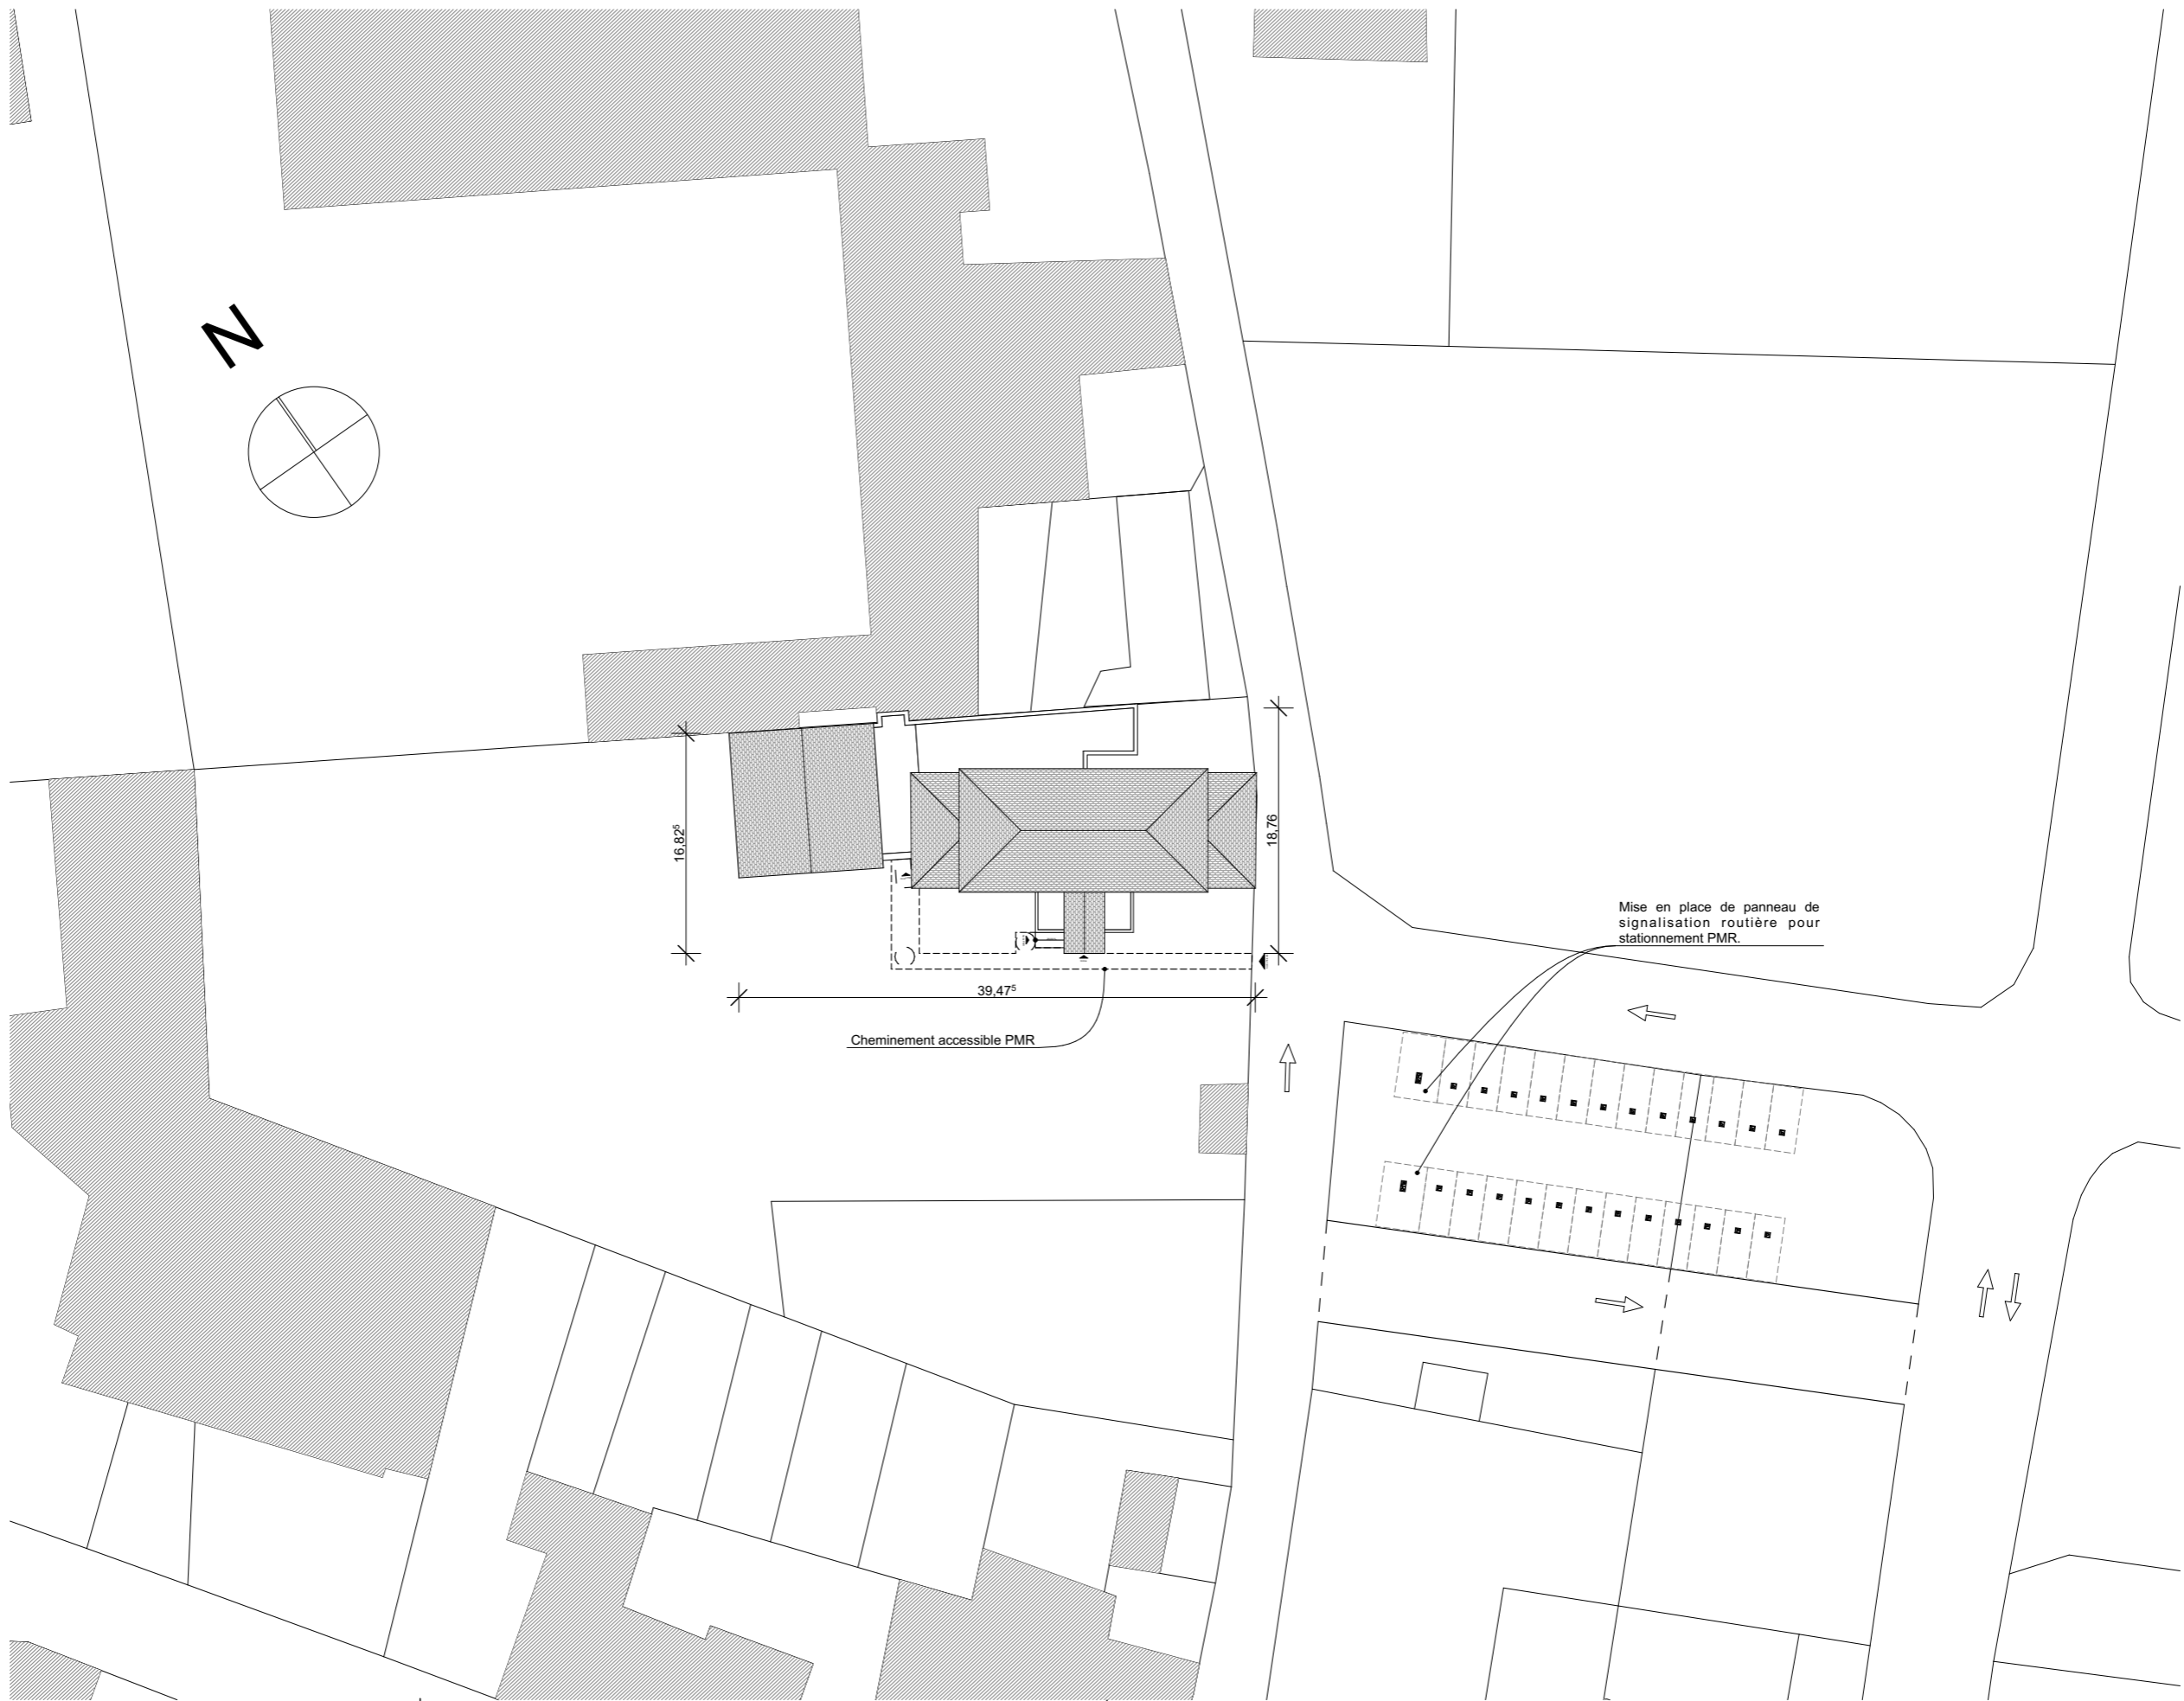 N
16,82⁵
18,76
Mise en place de panneau de
signalisation routière pour
stationnement PMR.
39,47⁵
Cheminement accessible PMR